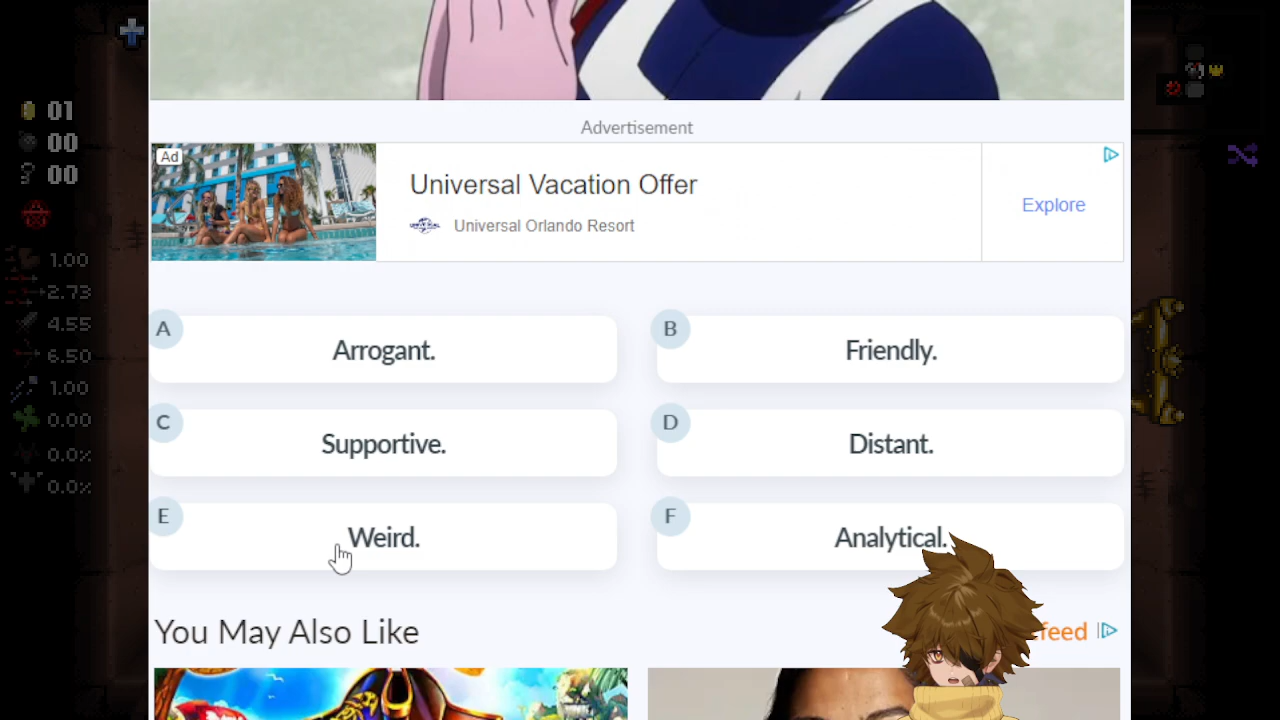 01
00
00
1.00
2.73
4.55
6.50
1.00
0.00
0.0%
0.0%
Advertisement
Ad
Universal Vacation Offer
Universal Orlando Resort
Explore
A
Arrogant.
B
Friendly.
C
Supportive.
D
Distant.
E
Weird.
F
Analytical.
You May Also Like
feed